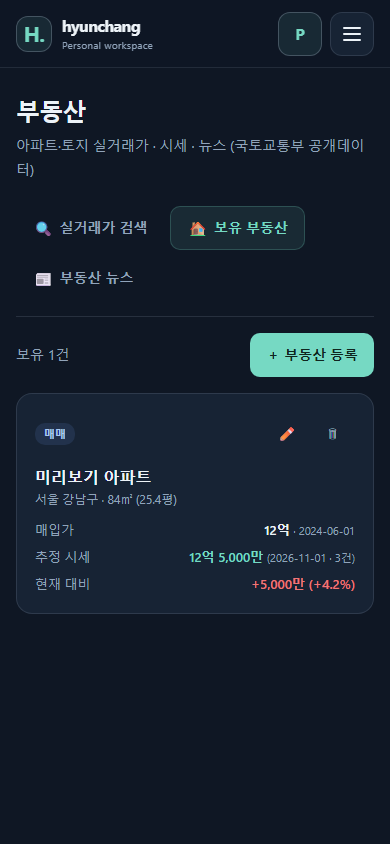 H.
hyunchang
Personal workspace
P
부동산
아파트·토지 실거래가 · 시세 · 뉴스 (국토교통부 공개데이
터)
실거래가 검색
보유 부동산
부동산 뉴스
보유 1건
+ 부동산 등록
매매
미리보기 아파트
서울 강남구 · 84㎡ (25.4평)
매입가 12억 · 2024-06-01
추정 시세 12억 5,000만 (2026-11-01 · 3건)
현재 대비 +5,000만 (+4.2%)